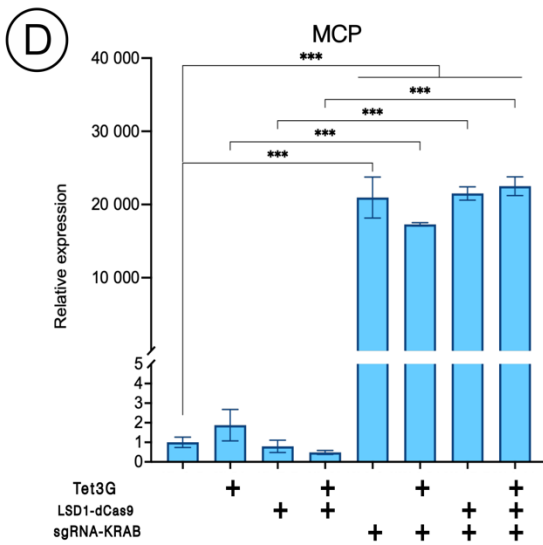 D
MCP
Relative expression
40 000
30 000
20 000
10 000
5
4
3
2
1
0
***
***
***
***
***
Tet3G + + + +
LSD1-dCas9 + + + +
sgRNA-KRAB + + + +